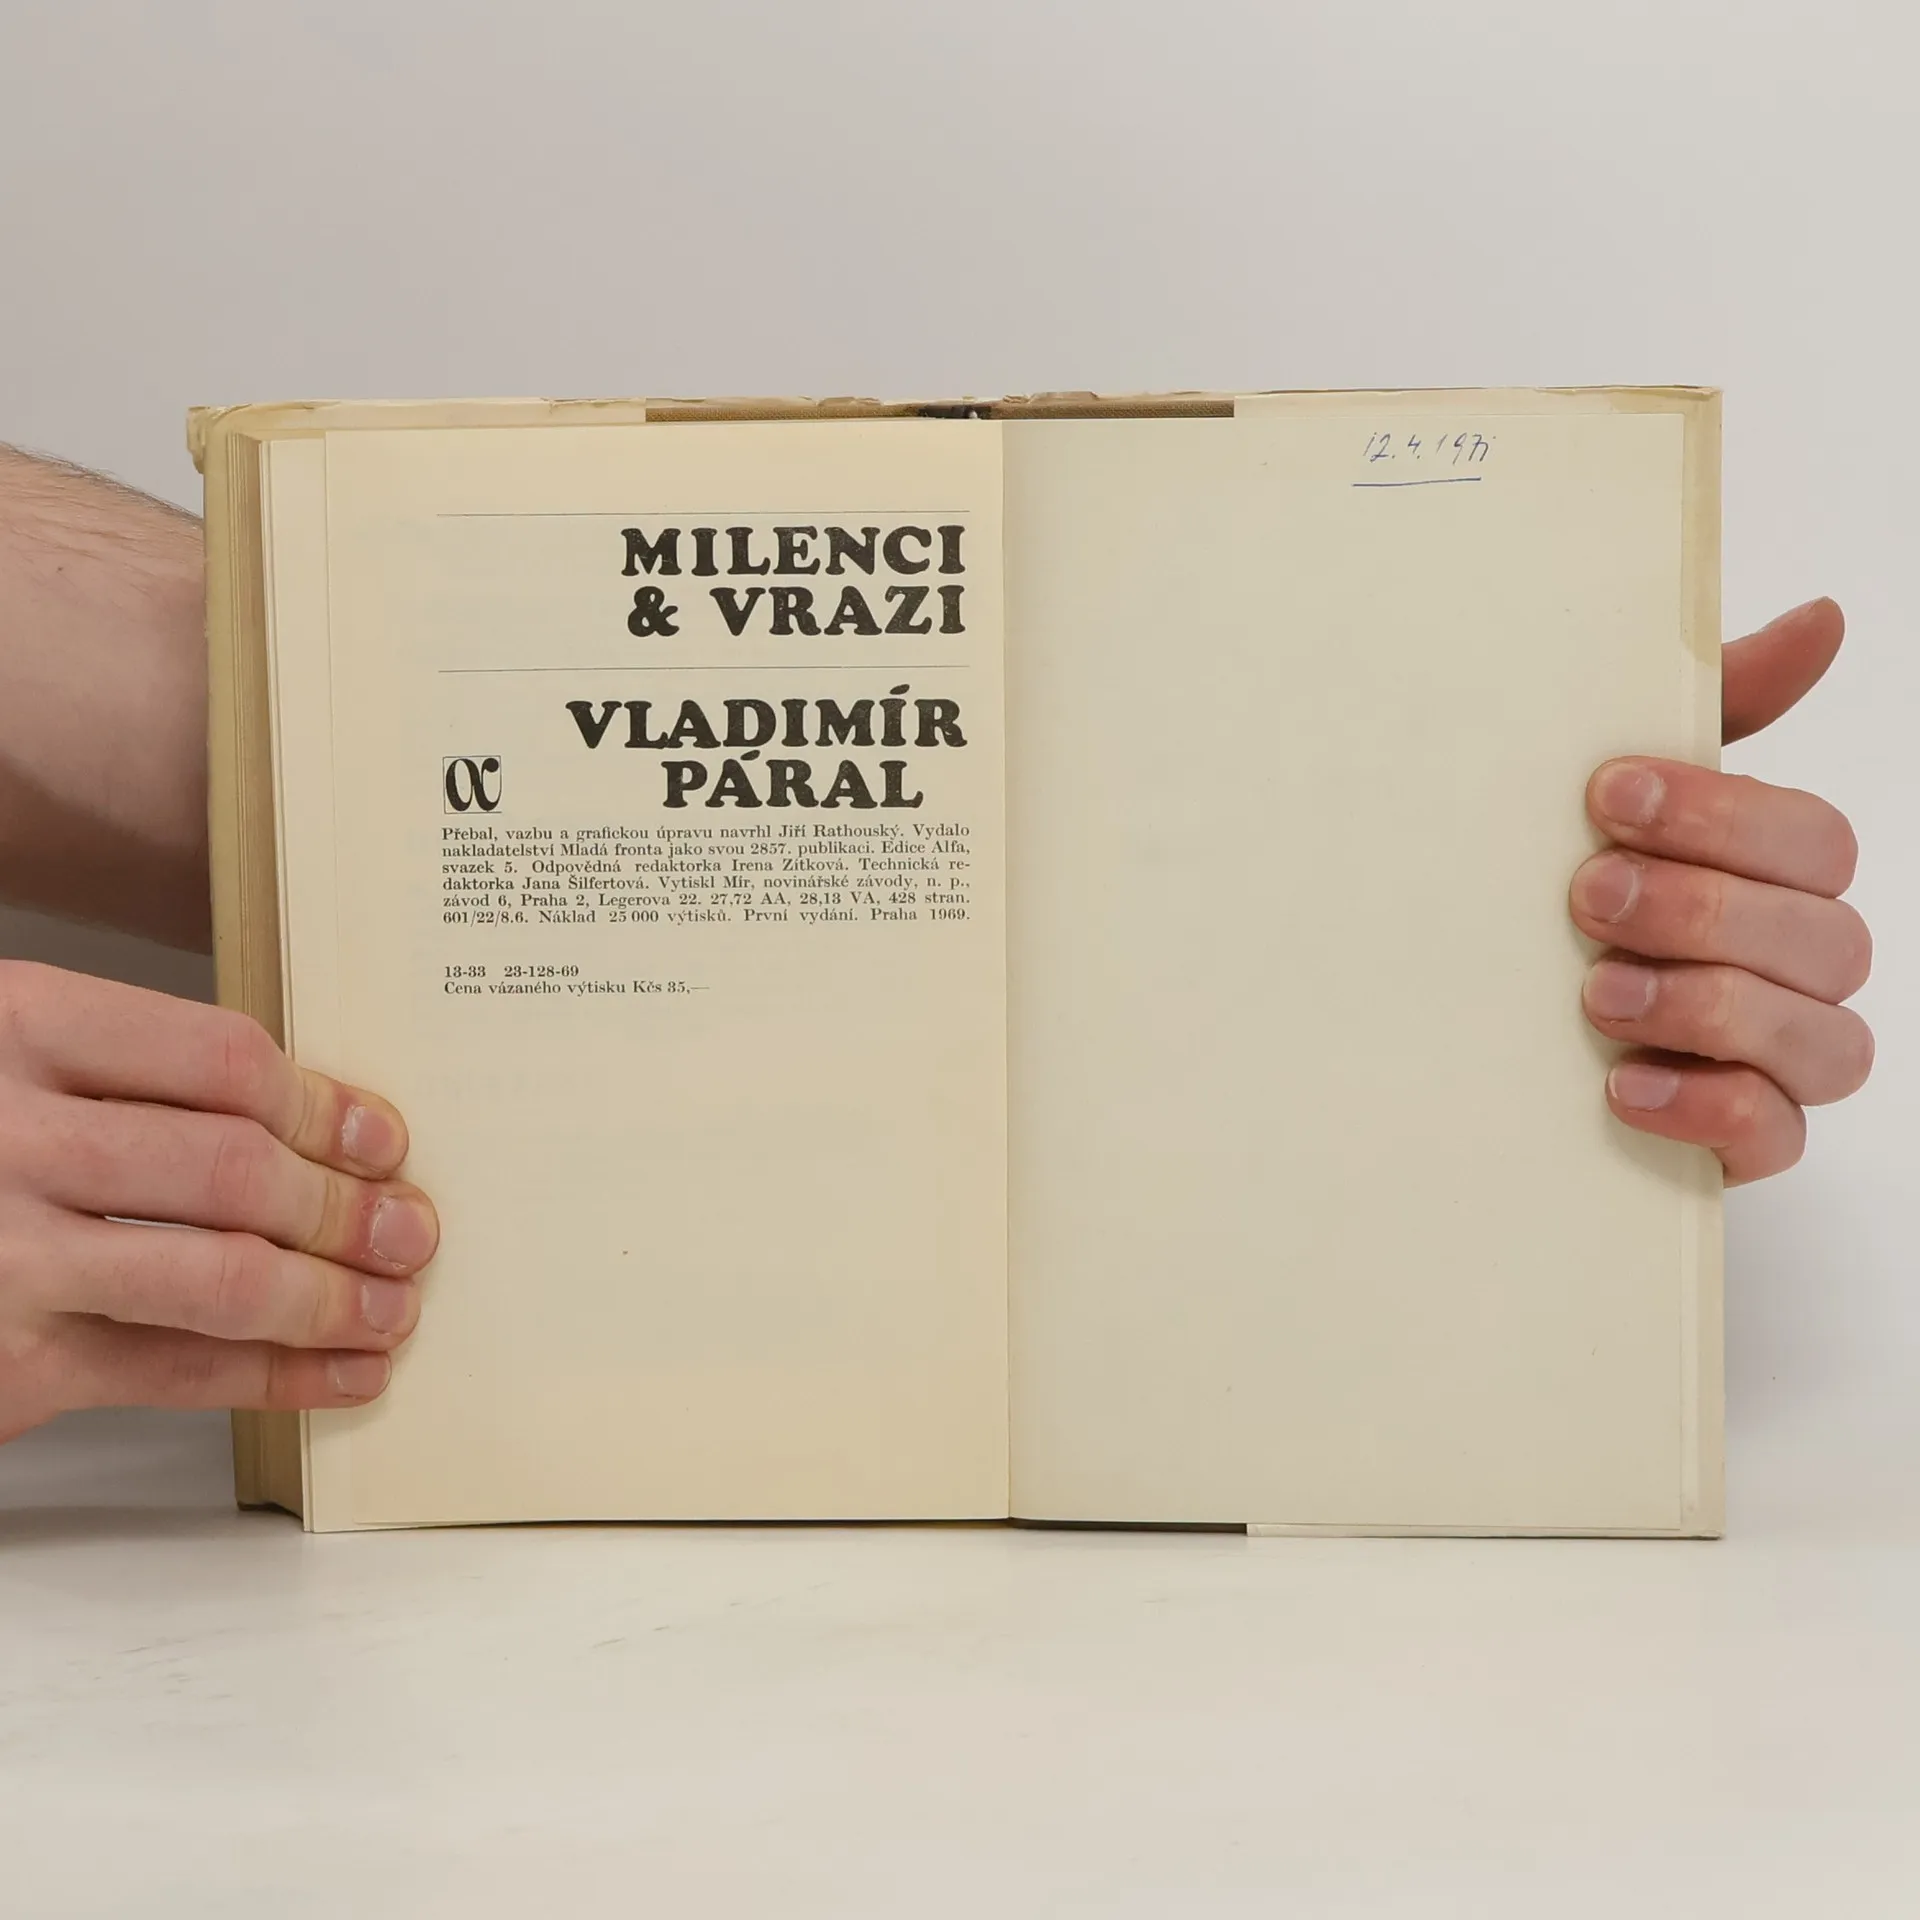 MILENCI
& VRAZI
VLADIMÍR
PÁRAL
α
Přebal, vazbu a grafickou úpravu navrhl Jiří Rathouský. Vydalo
nakladatelství Mladá fronta jako svou 2857. publikaci. Edice Alfa,
svazek 5. Odpovědná redaktorka Irena Zítková. Technická re-
daktorka Jana Šilfertová. Vytiskl Mír, novinářské závody, n. p.,
závod 6, Praha 2, Legerova 22. 27,72 AA, 28,13 VA, 428 stran.
601/22/8.6. Náklad 25 000 výtisků. První vydání. Praha 1969.
13-33 23-128-69
Cena vázaného výtisku Kčs 35,—
12. 4. 1971